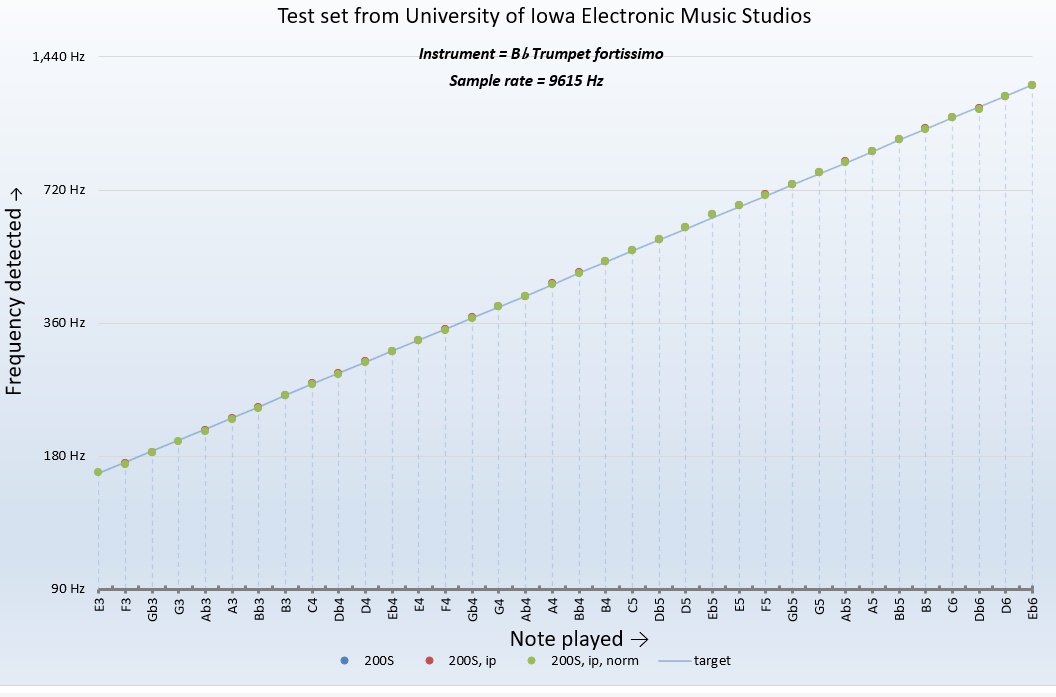 Test set from University of Iowa Electronic Music Studios
Instrument = B♭ Trumpet fortissimo
Sample rate = 9615 Hz
1,440 Hz
720 Hz
360 Hz
180 Hz
90 Hz
Frequency detected →
E3 F3 Gb3 G3 Ab3 A3 Bb3 B3 C4 Db4 D4 Eb4 E4 F4 Gb4 G4 Ab4 A4 Bb4 B4 C5 Db5 D5 Eb5 E5 F5 Gb5 G5 Ab5 A5 Bb5 B5 C6 Db6 D6 Eb6
Note played →
200S 200S, ip 200S, ip, norm target